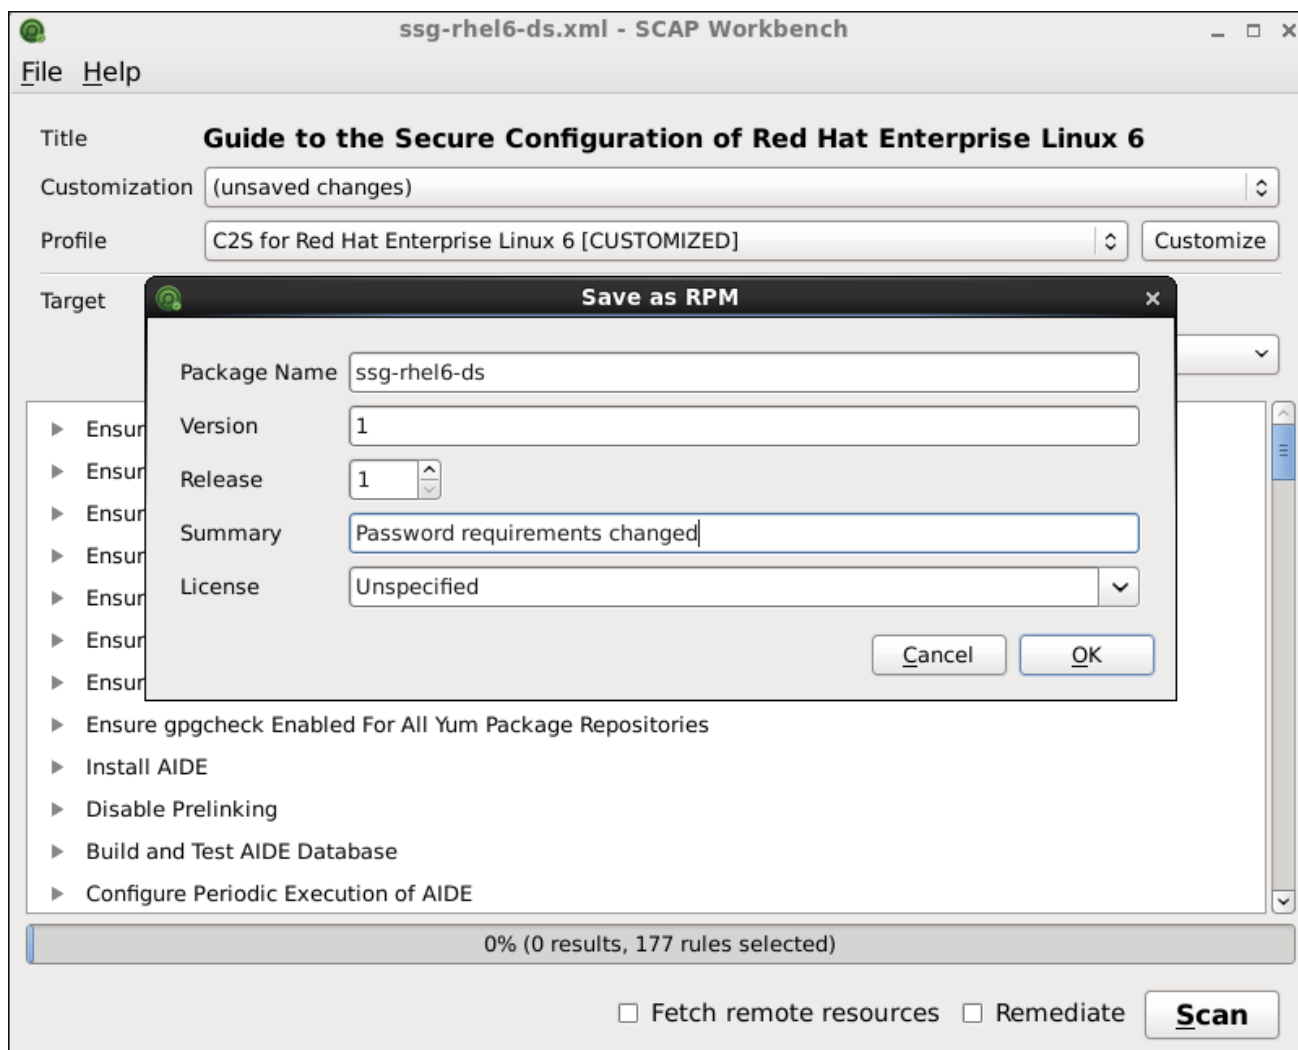 ssg-rhel6-ds.xml - SCAP Workbench
File Help
Title Guide to the Secure Configuration of Red Hat Enterprise Linux 6
Customization (unsaved changes)
Profile C2S for Red Hat Enterprise Linux 6 [CUSTOMIZED] Customize
Target
Save as RPM
Package Name ssg-rhel6-ds
Version 1
Release 1
Summary Password requirements changed
License Unspecified
Cancel OK
Ensur
Ensur
Ensur
Ensur
Ensur
Ensur
Ensur
Ensure gpgcheck Enabled For All Yum Package Repositories
Install AIDE
Disable Prelinking
Build and Test AIDE Database
Configure Periodic Execution of AIDE
0% (0 results, 177 rules selected)
Fetch remote resources Remediate Scan